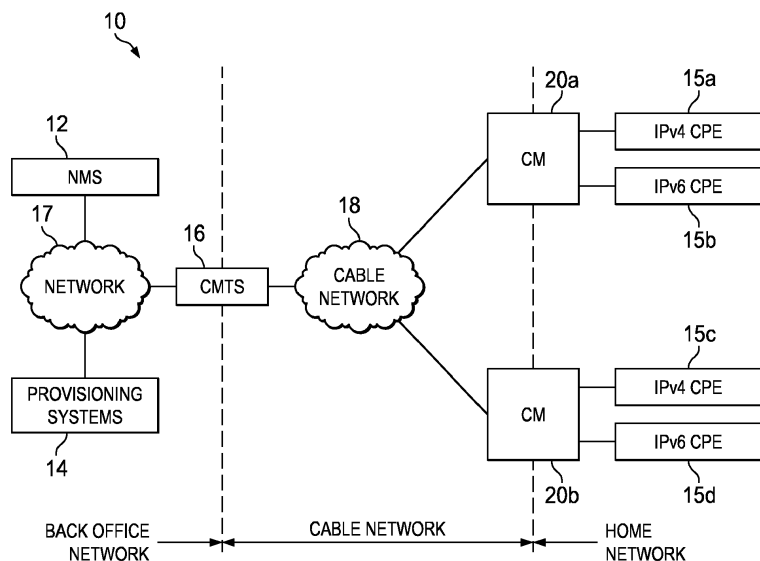 10
12
NMS
17
NETWORK
16
CMTS
18
CABLE
NETWORK
PROVISIONING
SYSTEMS
14
20a
CM
15a
IPv4 CPE
IPv6 CPE
15b
15c
CM
IPv4 CPE
IPv6 CPE
20b
15d
BACK OFFICE
NETWORK
CABLE NETWORK
HOME
NETWORK